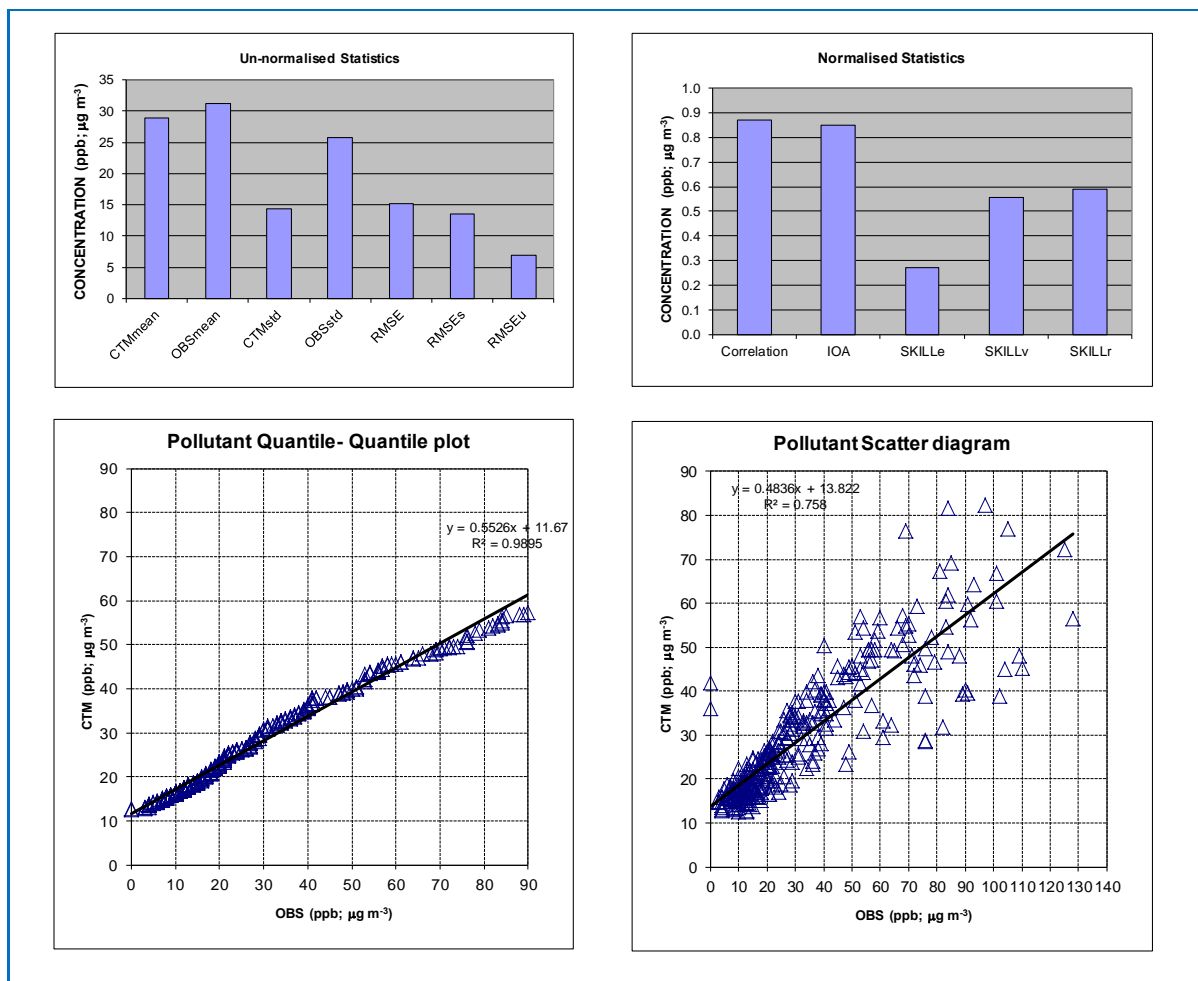 Un-normalised Statistics
CONCENTRATION (ppb; µg m-3)
35
30
25
20
15
10
5
0
CTMmean
OBSmean
CTMstd
OBSstd
RMSE
RMSEs
RMSEu
Normalised Statistics
CONCENTRATION (ppb; µg m-3)
1.0
0.9
0.8
0.7
0.6
0.5
0.4
0.3
0.2
0.1
0.0
Correlation IOA SKILLe SKILLv SKILLr
Pollutant Quantile- Quantile plot
y = 0.5526x + 11.67
R² = 0.9895
CTM (ppb; µg m-3)
90
80
70
60
50
40
30
20
10
0
0 10 20 30 40 50 60 70 80 90
OBS (ppb; µg m-3)
Pollutant Scatter diagram
y = 0.4836x + 13.822
R² = 0.758
CTM (ppb; µg m-3)
90
80
70
60
50
40
30
20
10
0
0 10 20 30 40 50 60 70 80 90 100 110 120 130 140
OBS (ppb; µg m-3)